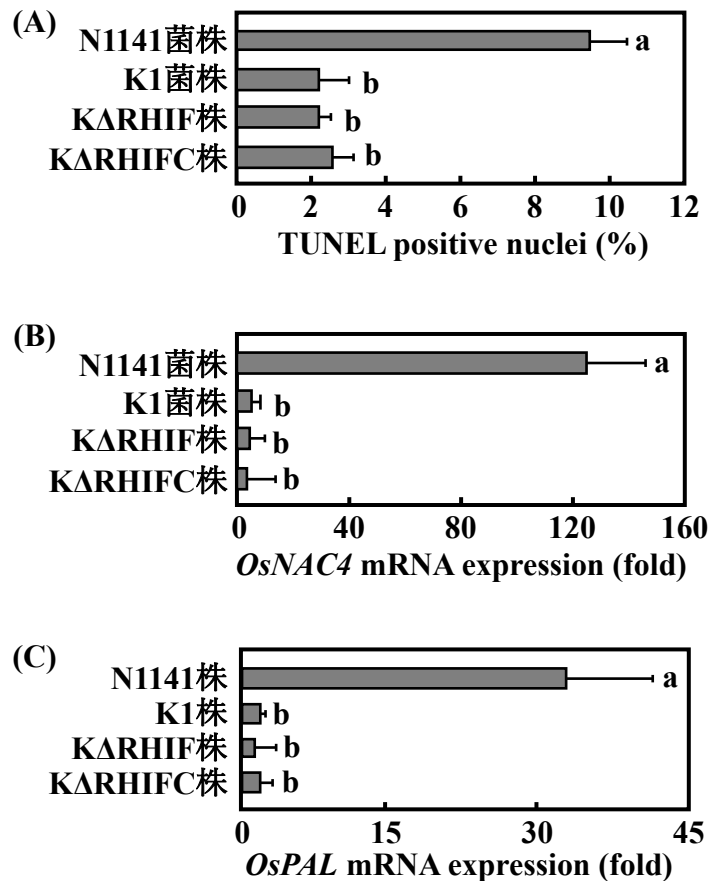 (A)
N1141菌株
K1菌株
KΔRHIF株
KΔRHIFC株
a
b
b
b
0 2 4 6 8 10 12
TUNEL positive nuclei (%)
(B)
N1141菌株
K1菌株
KΔRHIF株
KΔRHIFC株
a
b
b
b
0 40 80 120 160
OsNAC4 mRNA expression (fold)
(C)
N1141株
K1株
KΔRHIF株
KΔRHIFC株
a
b
b
b
0 15 30 45
OsPAL mRNA expression (fold)